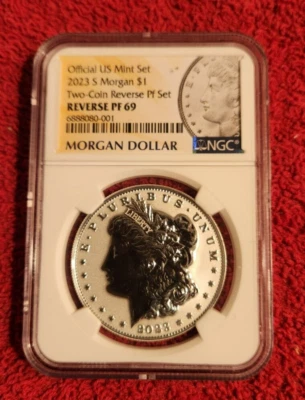 Official US Mint Set
2023 S Morgan $1
Two-Coin Reverse Pf Set
REVERSE PF 69
6888080-001
NGC
MORGAN DOLLAR
E·PLURIBUS·UNUM
LIBERTY
2023